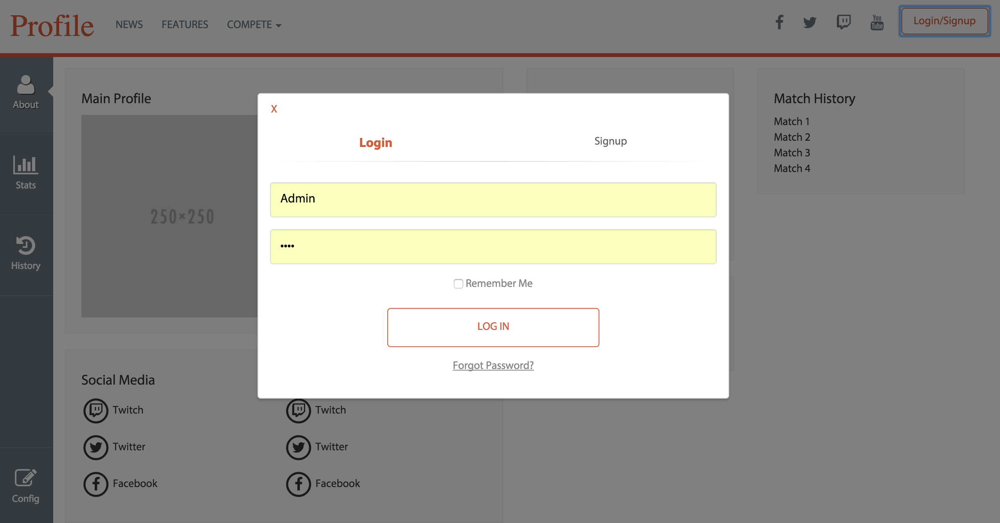 Profile
NEWS
FEATURES
COMPETE
You
Tube
Login/Signup
About
Stats
History
Config
Main Profile
250×250
Match History
Match 1
Match 2
Match 3
Match 4
X
Login
Signup
Admin
••••
Remember Me
LOG IN
Forgot Password?
Social Media
Twitch
Twitch
Twitter
Twitter
Facebook
Facebook